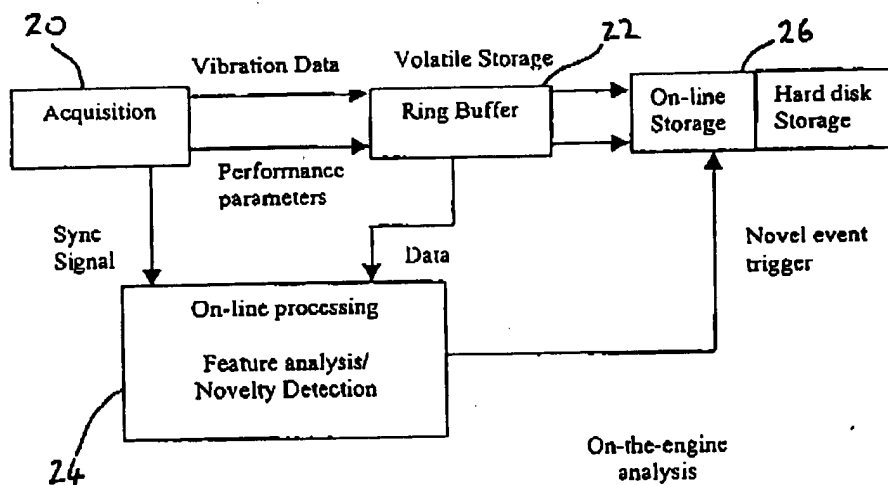 20
22
26
Vibration Data
Volatile Storage
Acquisition
Ring Buffer
On-line
Storage
Hard disk
Storage
Performance
parameters
Sync
Signal
Data
Novel event
trigger
On-line processing
Feature analysis/
Novelty Detection
24
On-the-engine
analysis